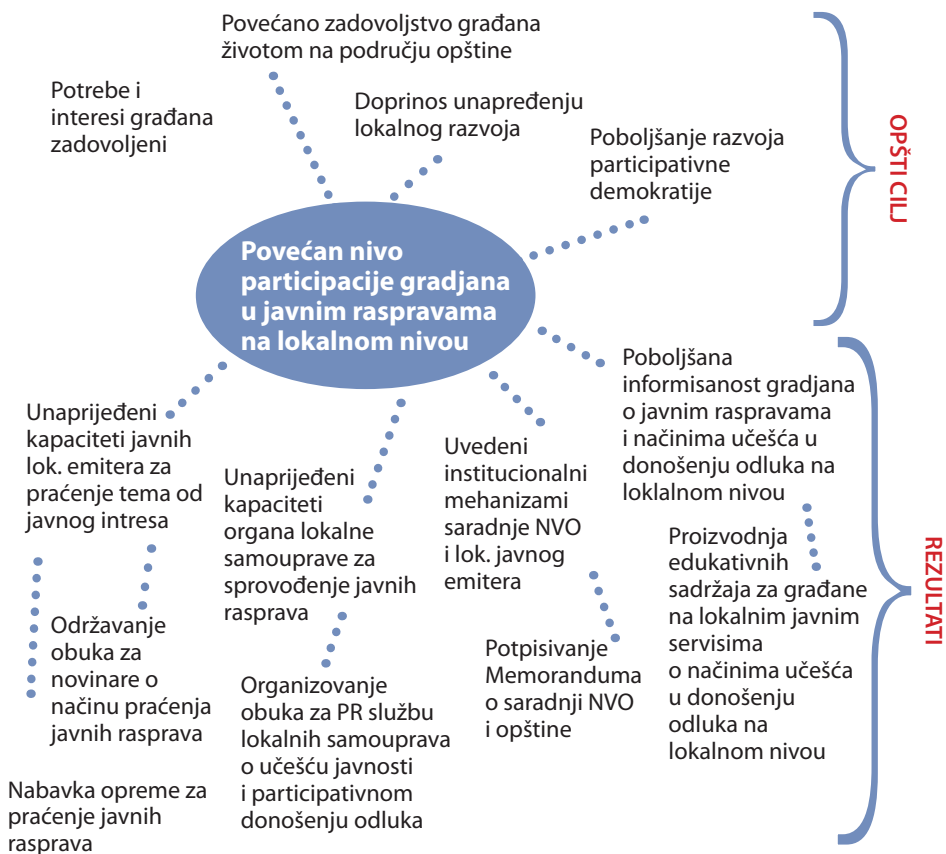 Povećano zadovoljstvo građana
životom na području opštine
Potrebe i
interesi građana
zadovoljeni
Doprinos unapređenju
lokalnog razvoja
Poboljšanje razvoja
participativne
demokratije
OPŠTI CILJ
Povećan nivo
participacije gradjana
u javnim raspravama
na lokalnom nivou
Unaprijeđeni
kapaciteti javnih
lok. emitera za
praćenje tema od
javnog intresa
Unaprijeđeni
kapaciteti
organa lokalne
samouprave za
sprovođenje javnih
rasprava
Uvedeni
institucionalni
mehanizami
saradnje NVO
i lok. javnog
emitera
Poboljšana
informisanost gradjana
o javnim raspravama
i načinima učešća u
donošenju odluka na
loklalnom nivou
REZULTATI
Održavanje
obuka za
novinare o
načinu praćenja
javnih rasprava
Nabavka opreme za
praćenje javnih
rasprava
Organizovanje
obuka za PR službu
lokalnih samouprava
o učešću javnosti
i participativnom
donošenju odluka
Potpisivanje
Memoranduma
o saradnji NVO
i opštine
Proizvodnja
edukativnih
sadržaja za građane
na lokalnim javnim
servisima
o načinima učešća
u donošenju
odluka na
lokalnom nivou